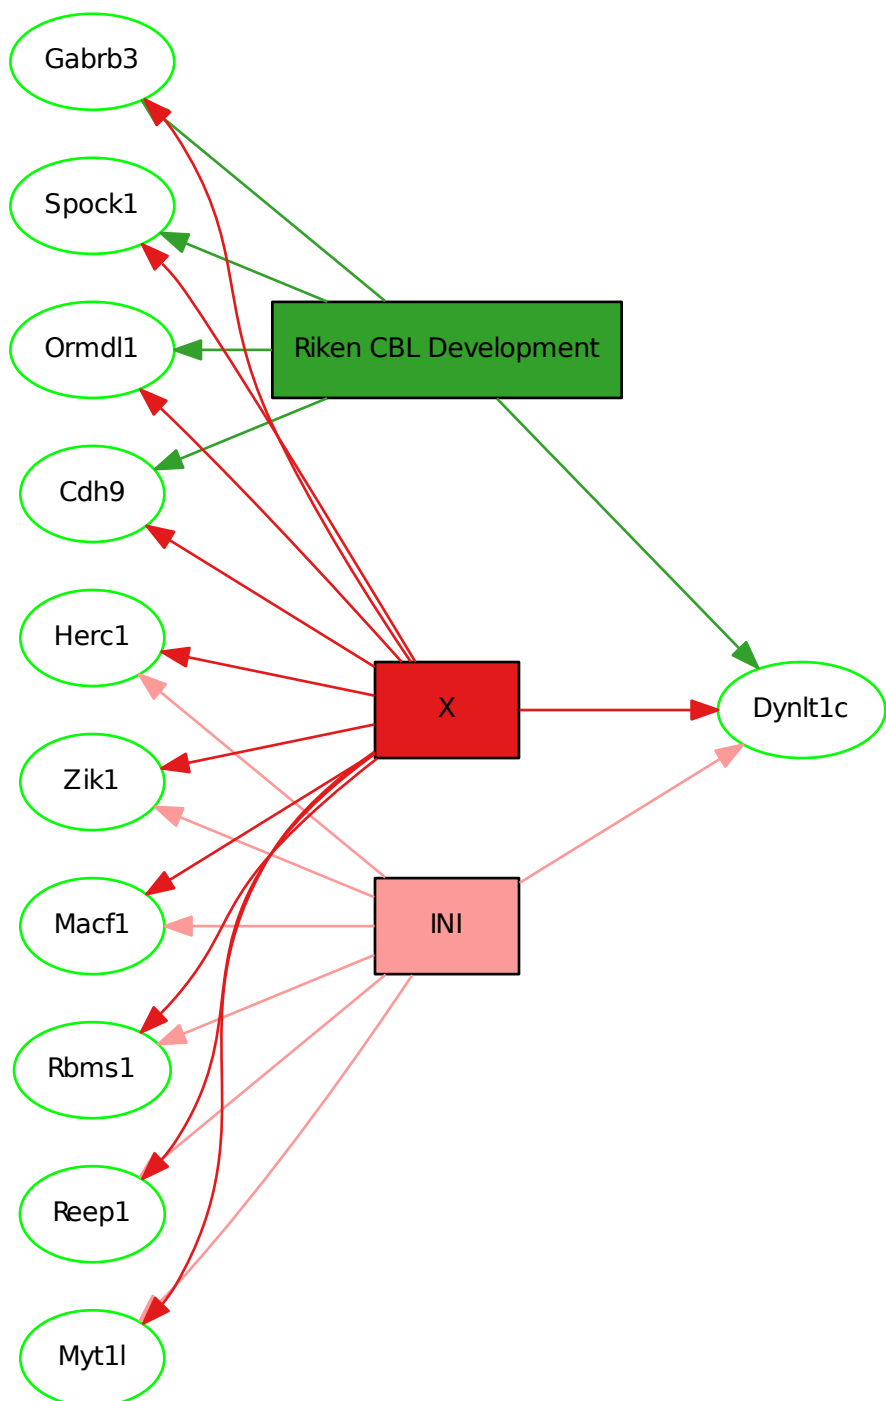 Gabrb3
Spock1
Ormdl1
Riken CBL Development
Cdh9
Herc1
X
Dynlt1c
Zik1
Macf1
INI
Rbms1
Reep1
Myt1l